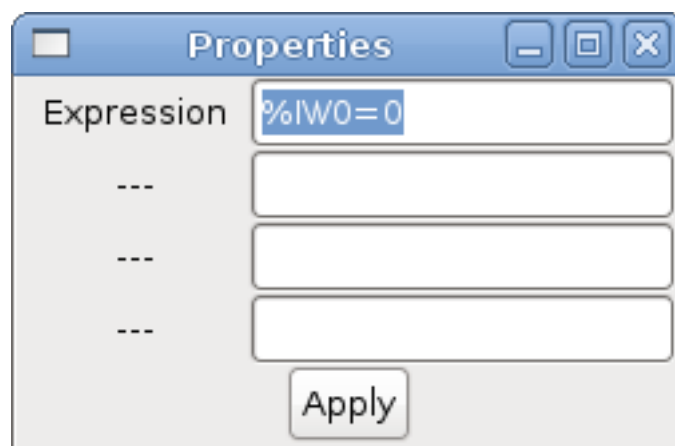 Properties
Expression %IW0=0
---
---
---
Apply